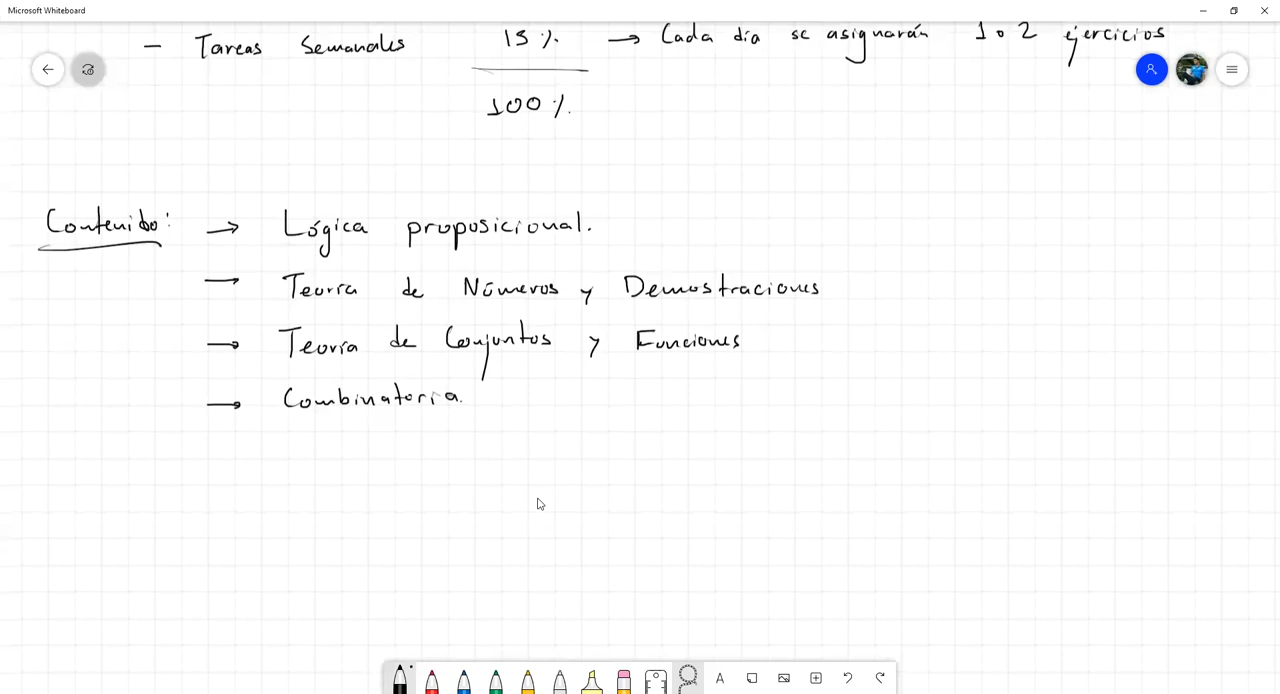 Microsoft Whiteboard
- Tareas Semanales 15 % → Cada día se asignarán 1 o 2 ejercicios
100 %.
Contenido: → Lógica proposicional.
→ Teoría de Números y Demostraciones
→ Teoría de Conjuntos y Funciones
→ Combinatoria.
A